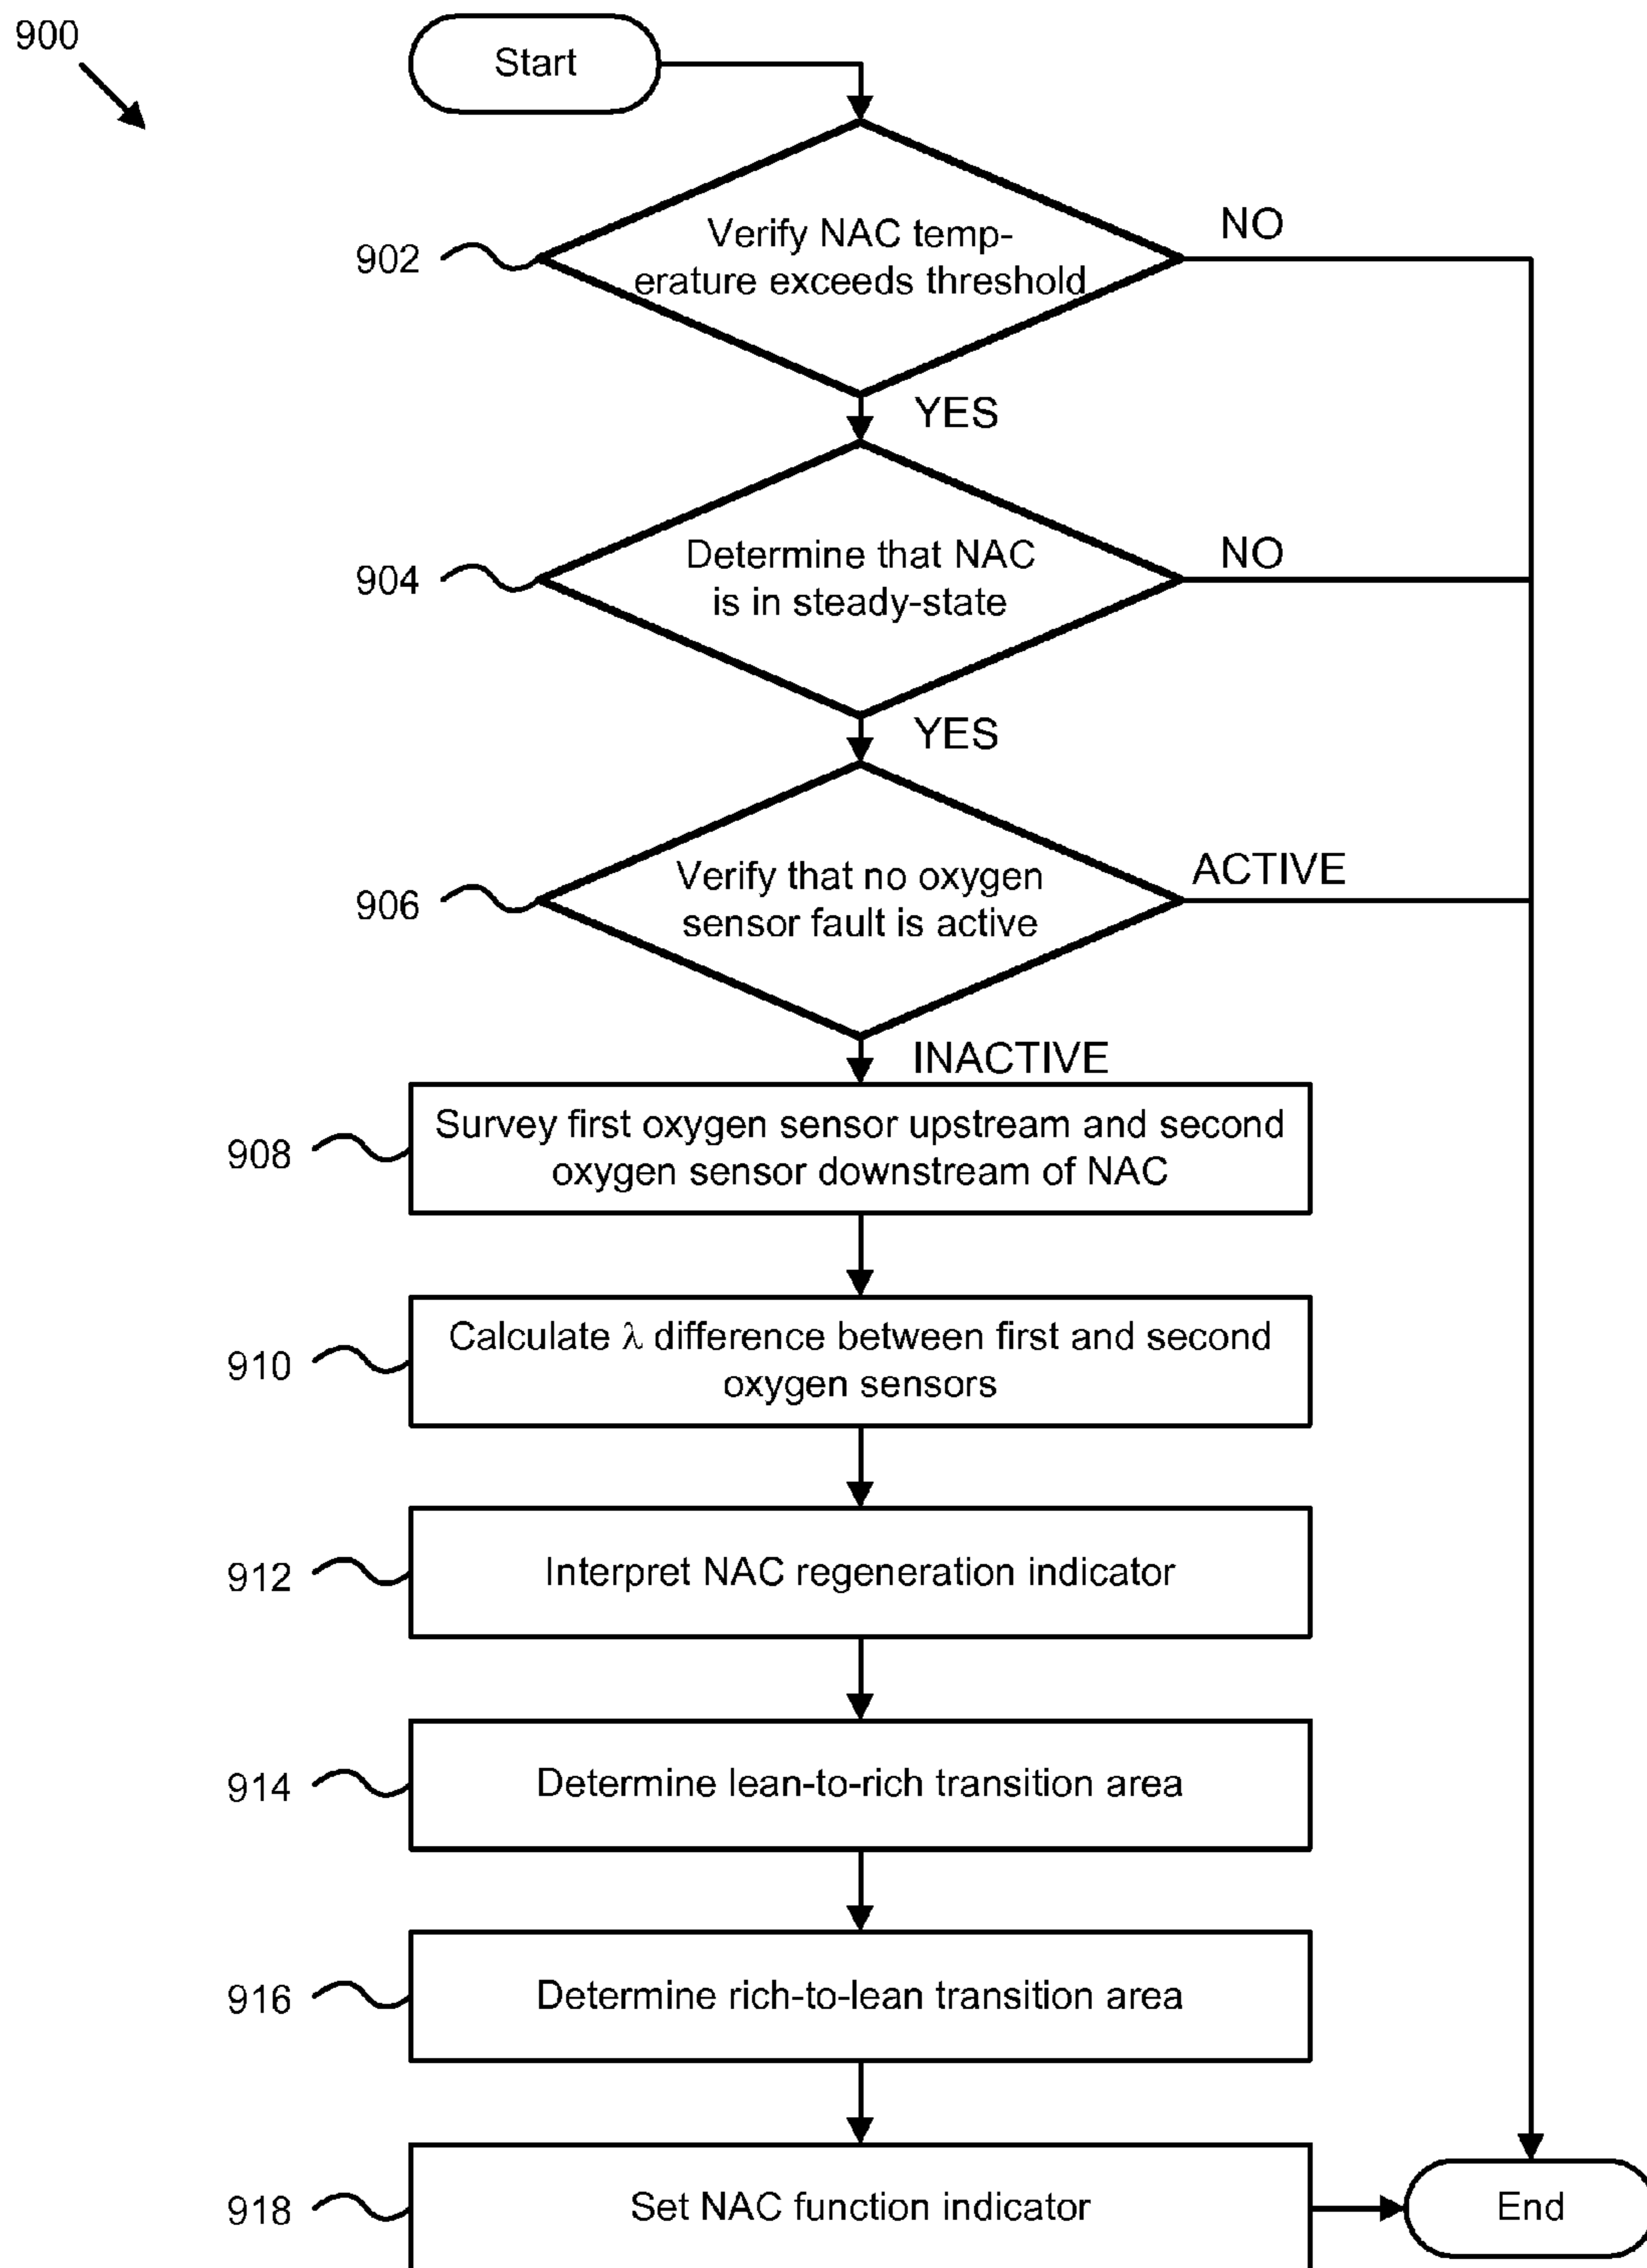 900
Start
902
Verify NAC temp-
erature exceeds threshold
NO
YES
904
Determine that NAC
is in steady-state
NO
YES
906
Verify that no oxygen
sensor fault is active
ACTIVE
INACTIVE
908
Survey first oxygen sensor upstream and second
oxygen sensor downstream of NAC
910
Calculate λ difference between first and second
oxygen sensors
912
Interpret NAC regeneration indicator
914
Determine lean-to-rich transition area
916
Determine rich-to-lean transition area
918
Set NAC function indicator
End